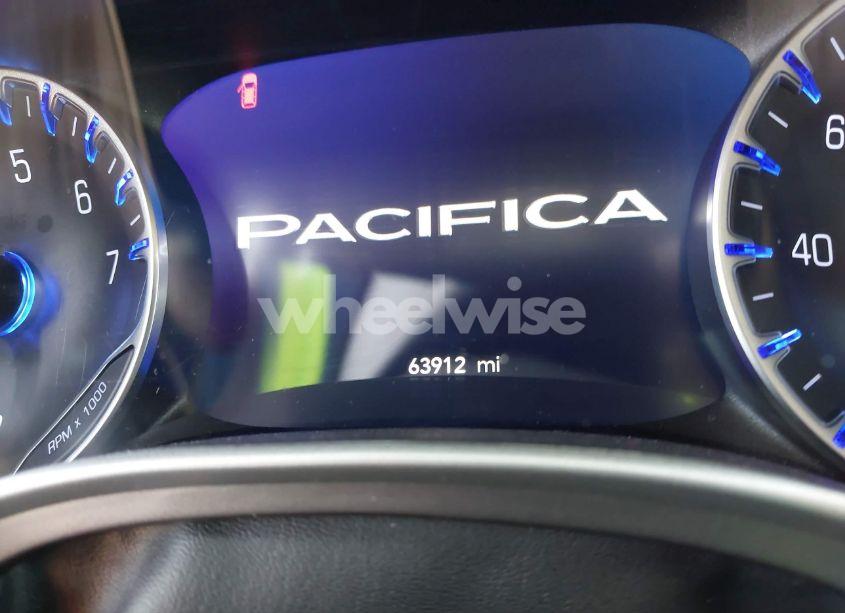 5
6
7
RPM x 1000
PACIFICA
wheelwise
63912 mi
6
40